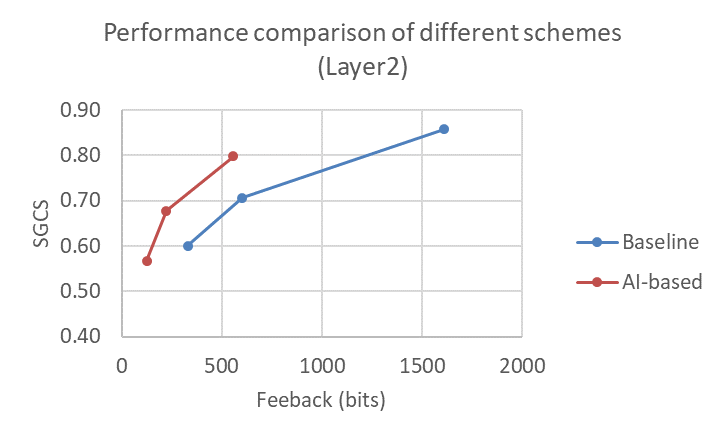 Performance comparison of different schemes
(Layer2)
0.90
0.80
0.70
0.60
0.50
0.40
SGCS
0
500
1000
1500
2000
Feeback (bits)
Baseline
AI-based